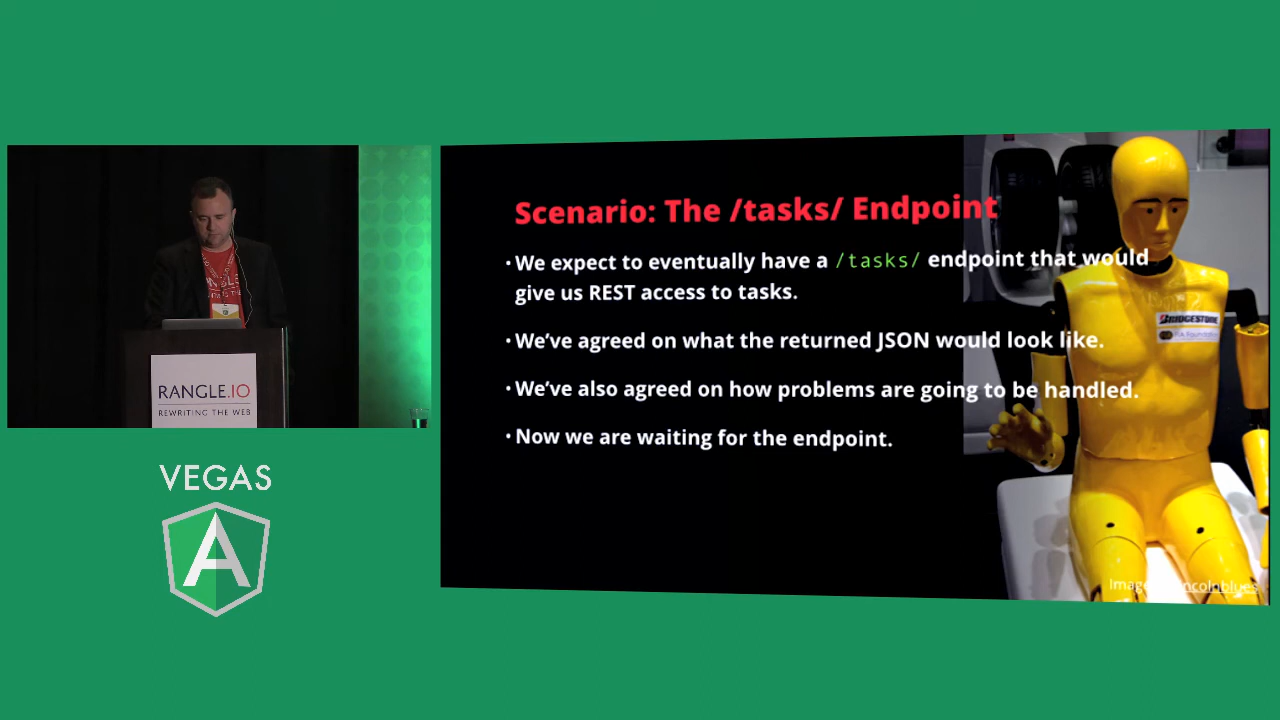 Scenario: The /tasks/ Endpoint
• We expect to eventually have a /tasks/ endpoint that would
give us REST access to tasks.
• We've agreed on what the returned JSON would look like.
• We've also agreed on how problems are going to be handled.
• Now we are waiting for the endpoint.
BRIDGESTONE
RANGLE.IO
REWRITING THE WEB
VEGAS
A